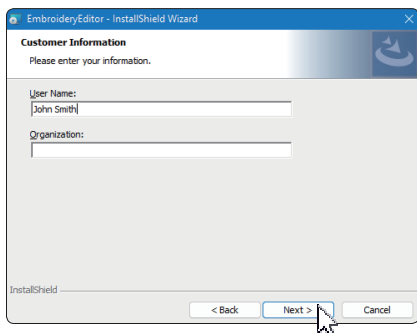 EmbroideryEditor - InstallShield Wizard
Customer Information
Please enter your information.
User Name:
John Smith
Organization:
InstallShield
< Back Next > Cancel